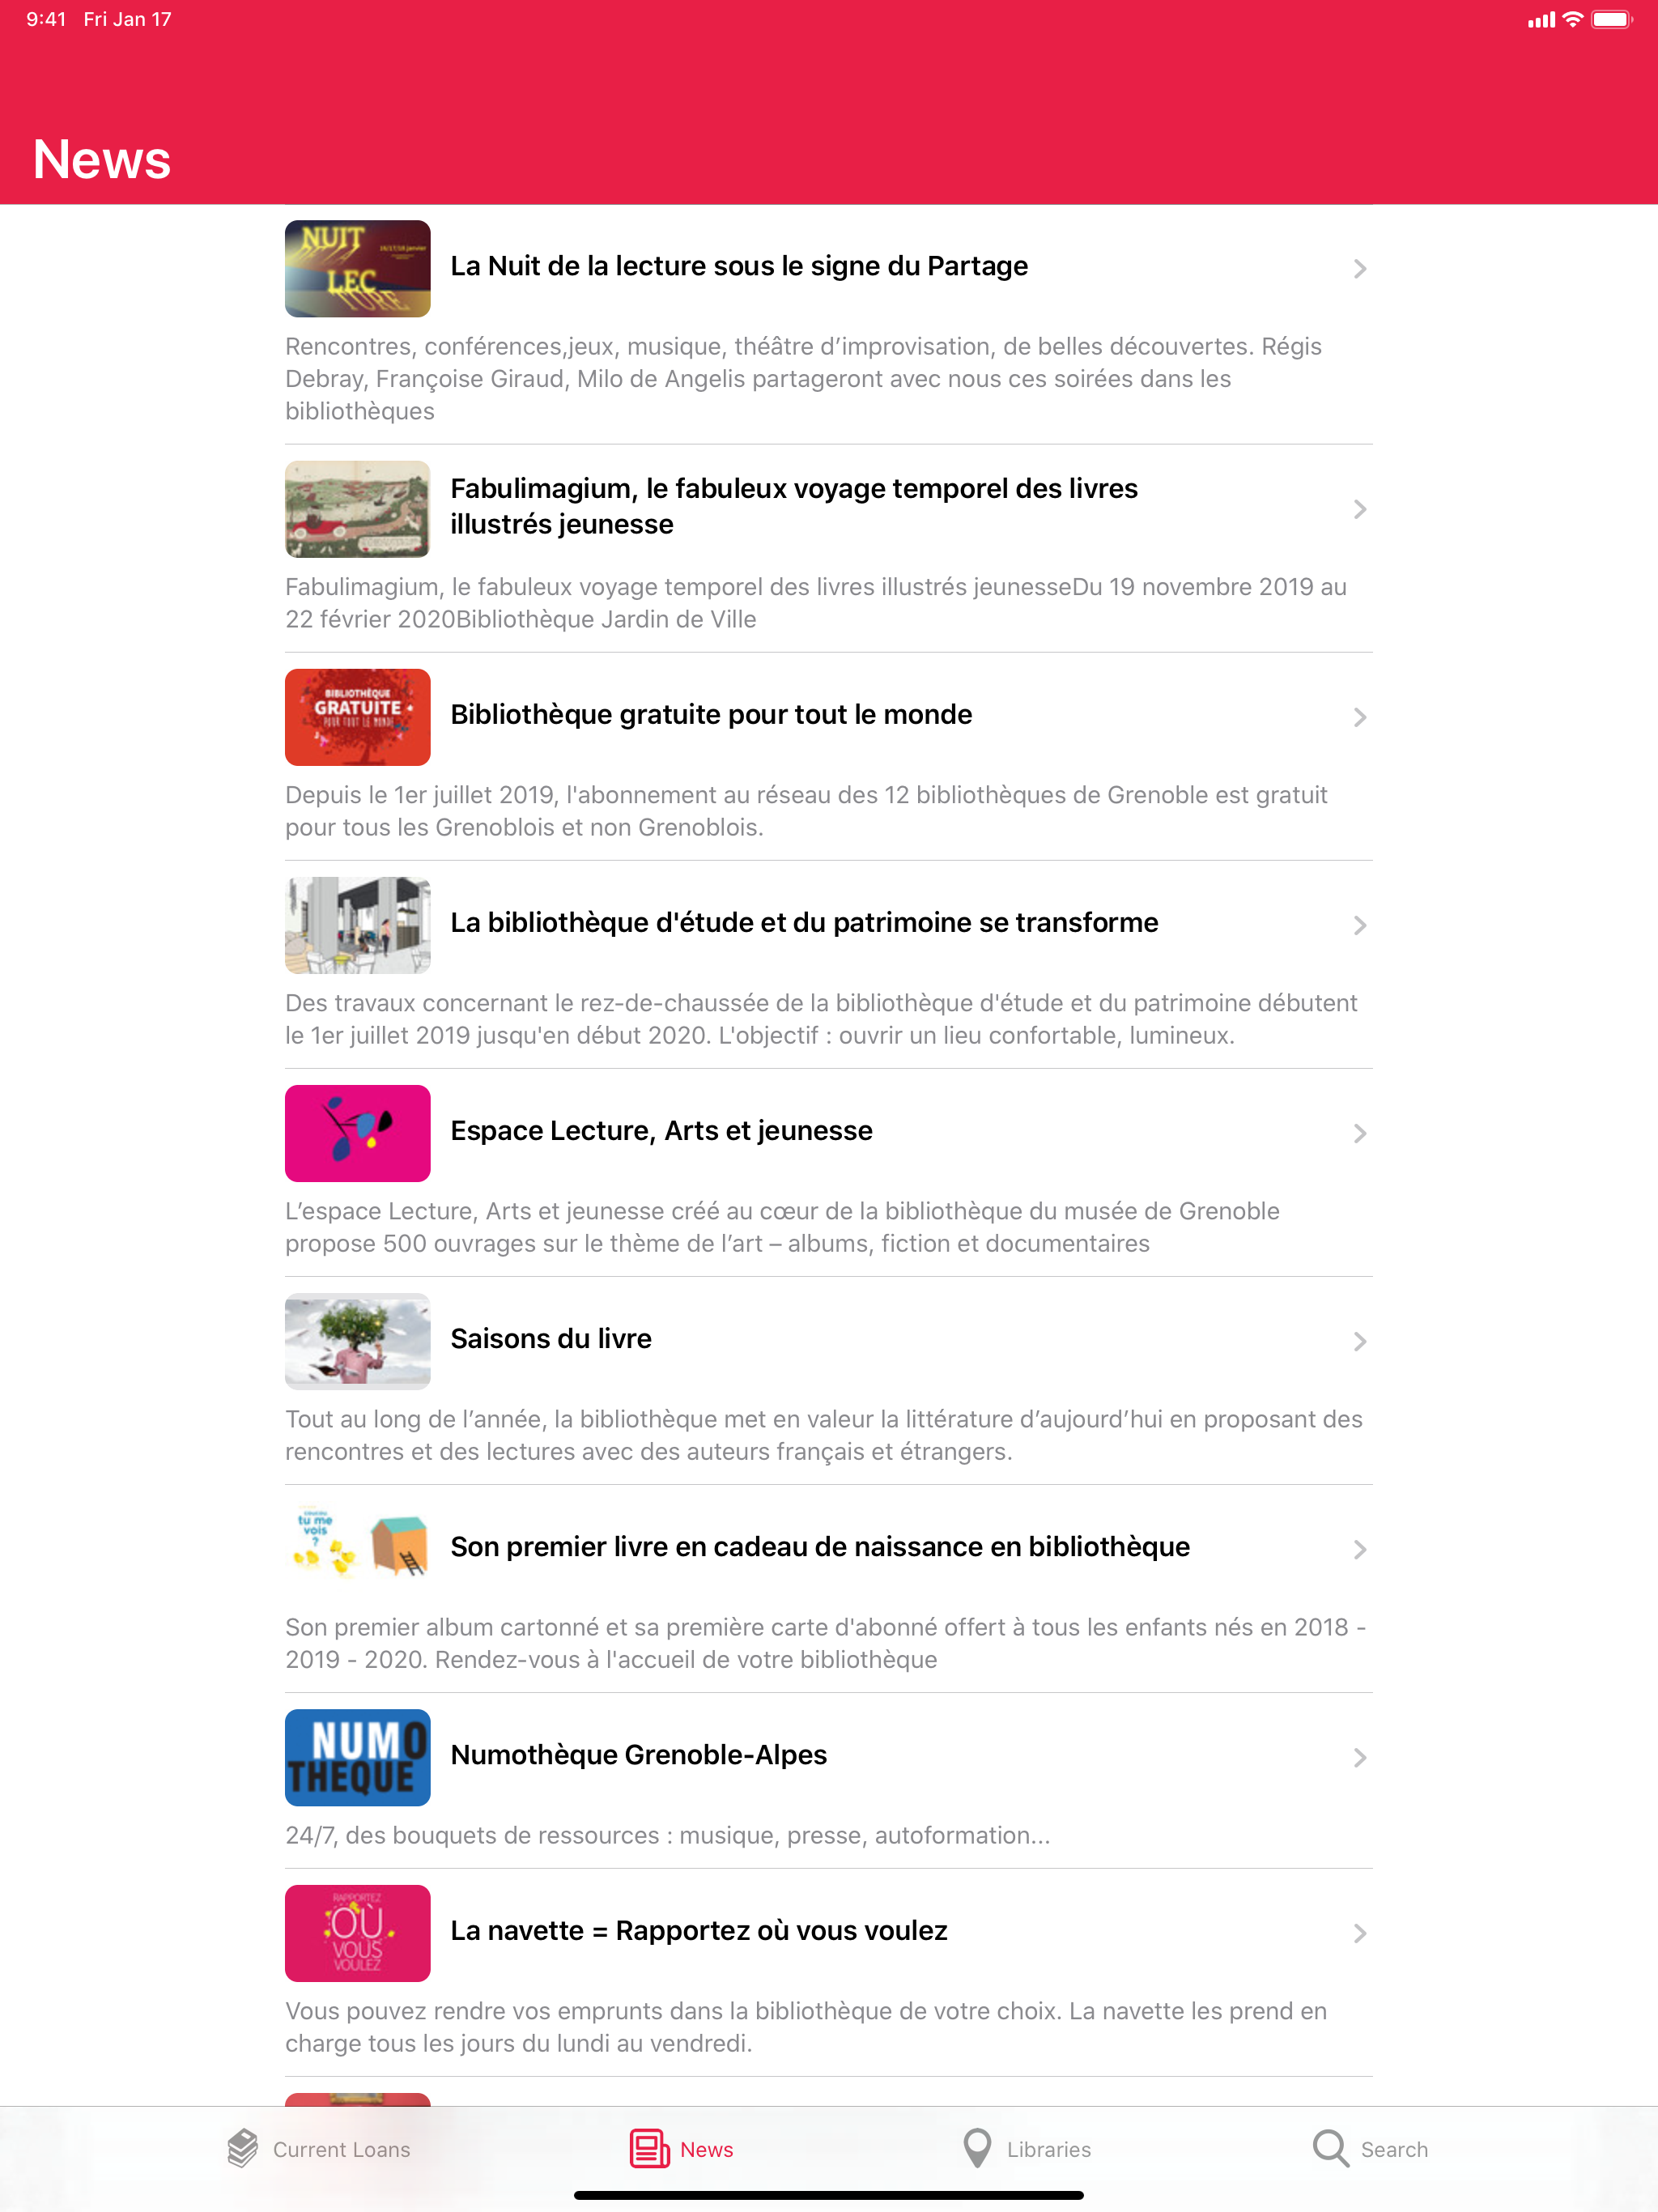 9:41 Fri Jan 17
News
NUIT
16/17/18 janvier
LEC
TURE
La Nuit de la lecture sous le signe du Partage
Rencontres, conférences,jeux, musique, théâtre d’improvisation, de belles découvertes. Régis
Debray, Françoise Giraud, Milo de Angelis partageront avec nous ces soirées dans les
bibliothèques
Fabulimagium, le fabuleux voyage temporel des livres
illustrés jeunesse
Fabulimagium, le fabuleux voyage temporel des livres illustrés jeunesseDu 19 novembre 2019 au
22 février 2020Bibliothèque Jardin de Ville
BIBLIOTHÈQUE
GRATUITE
POUR TOUT LE MONDE
Bibliothèque gratuite pour tout le monde
Depuis le 1er juillet 2019, l'abonnement au réseau des 12 bibliothèques de Grenoble est gratuit
pour tous les Grenoblois et non Grenoblois.
La bibliothèque d'étude et du patrimoine se transforme
Des travaux concernant le rez-de-chaussée de la bibliothèque d'étude et du patrimoine débutent
le 1er juillet 2019 jusqu'en début 2020. L'objectif : ouvrir un lieu confortable, lumineux.
Espace Lecture, Arts et jeunesse
L’espace Lecture, Arts et jeunesse créé au cœur de la bibliothèque du musée de Grenoble
propose 500 ouvrages sur le thème de l’art – albums, fiction et documentaires
Saisons du livre
Tout au long de l’année, la bibliothèque met en valeur la littérature d’aujourd’hui en proposant des
rencontres et des lectures avec des auteurs français et étrangers.
coucou
tu me
vois
?
Son premier livre en cadeau de naissance en bibliothèque
Son premier album cartonné et sa première carte d'abonné offert à tous les enfants nés en 2018 -
2019 - 2020. Rendez-vous à l'accueil de votre bibliothèque
NUMO
THEQUE
Numothèque Grenoble-Alpes
24/7, des bouquets de ressources : musique, presse, autoformation...
RAPPORTEZ
OÙ
VOUS
VOULEZ
La navette = Rapportez où vous voulez
Vous pouvez rendre vos emprunts dans la bibliothèque de votre choix. La navette les prend en
charge tous les jours du lundi au vendredi.
Current Loans
News
Libraries
Search